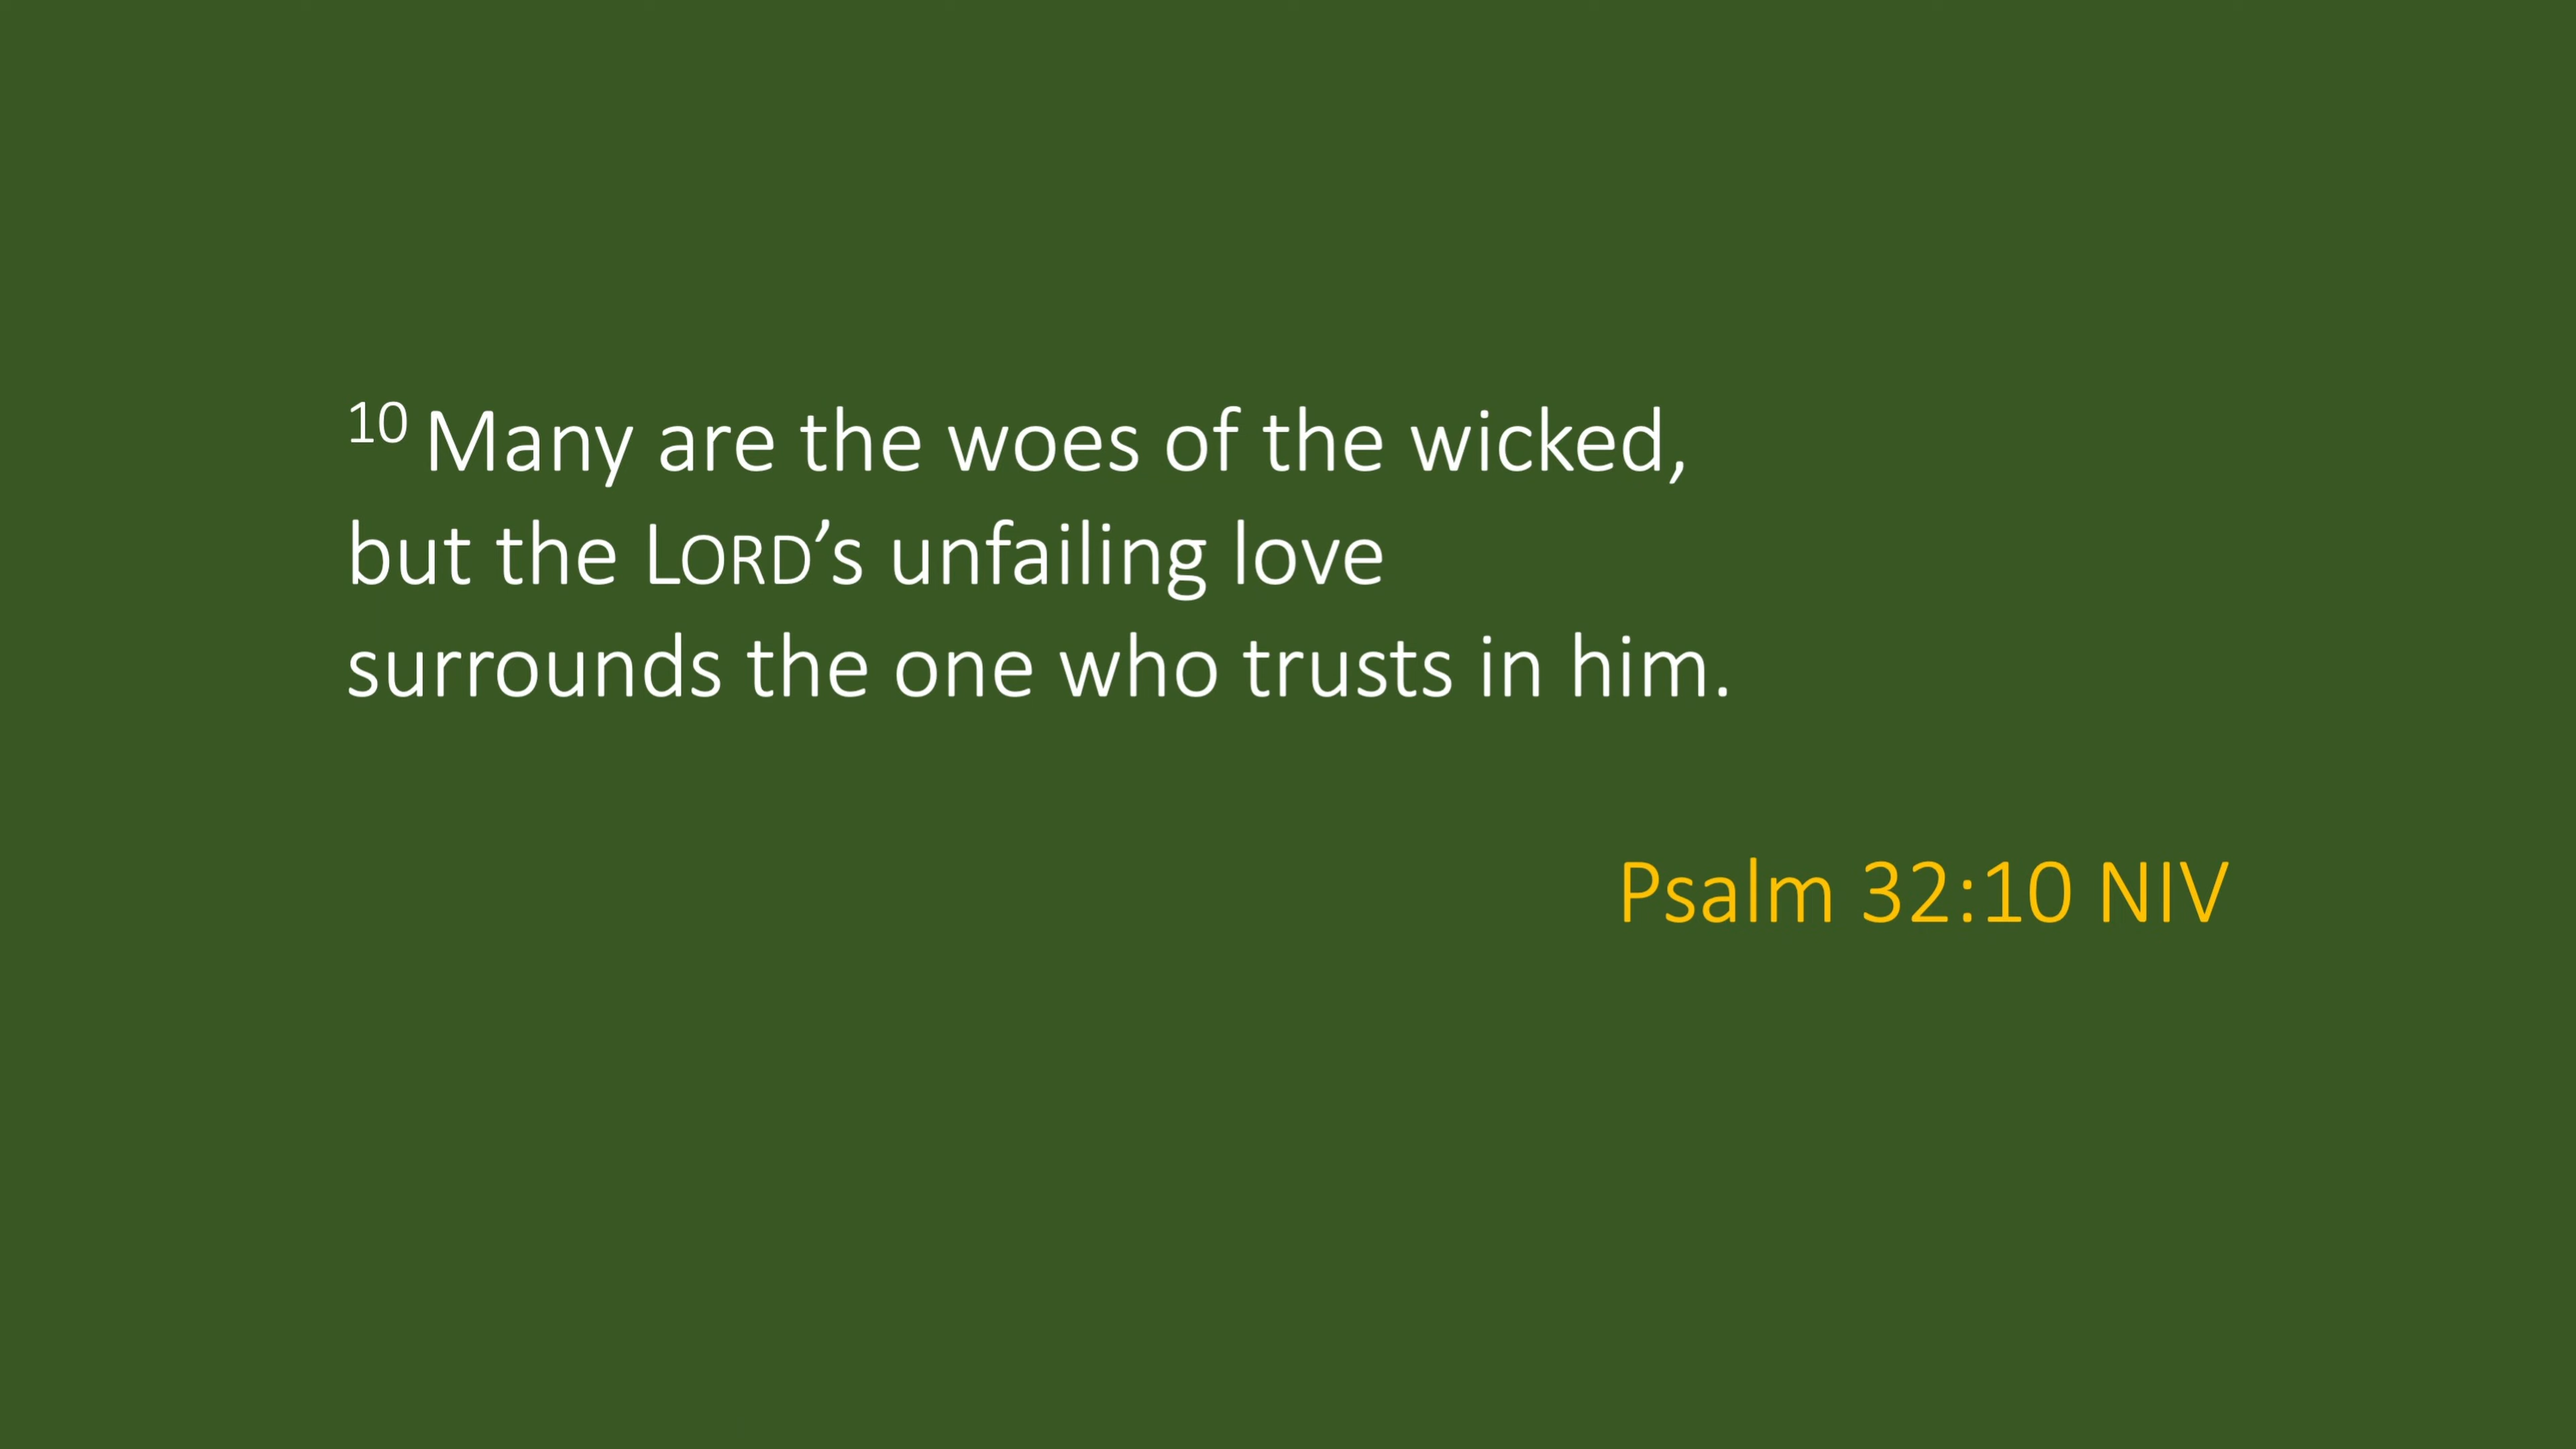 10 Many are the woes of the wicked,
but the LORD’s unfailing love
surrounds the one who trusts in him.
Psalm 32:10 NIV